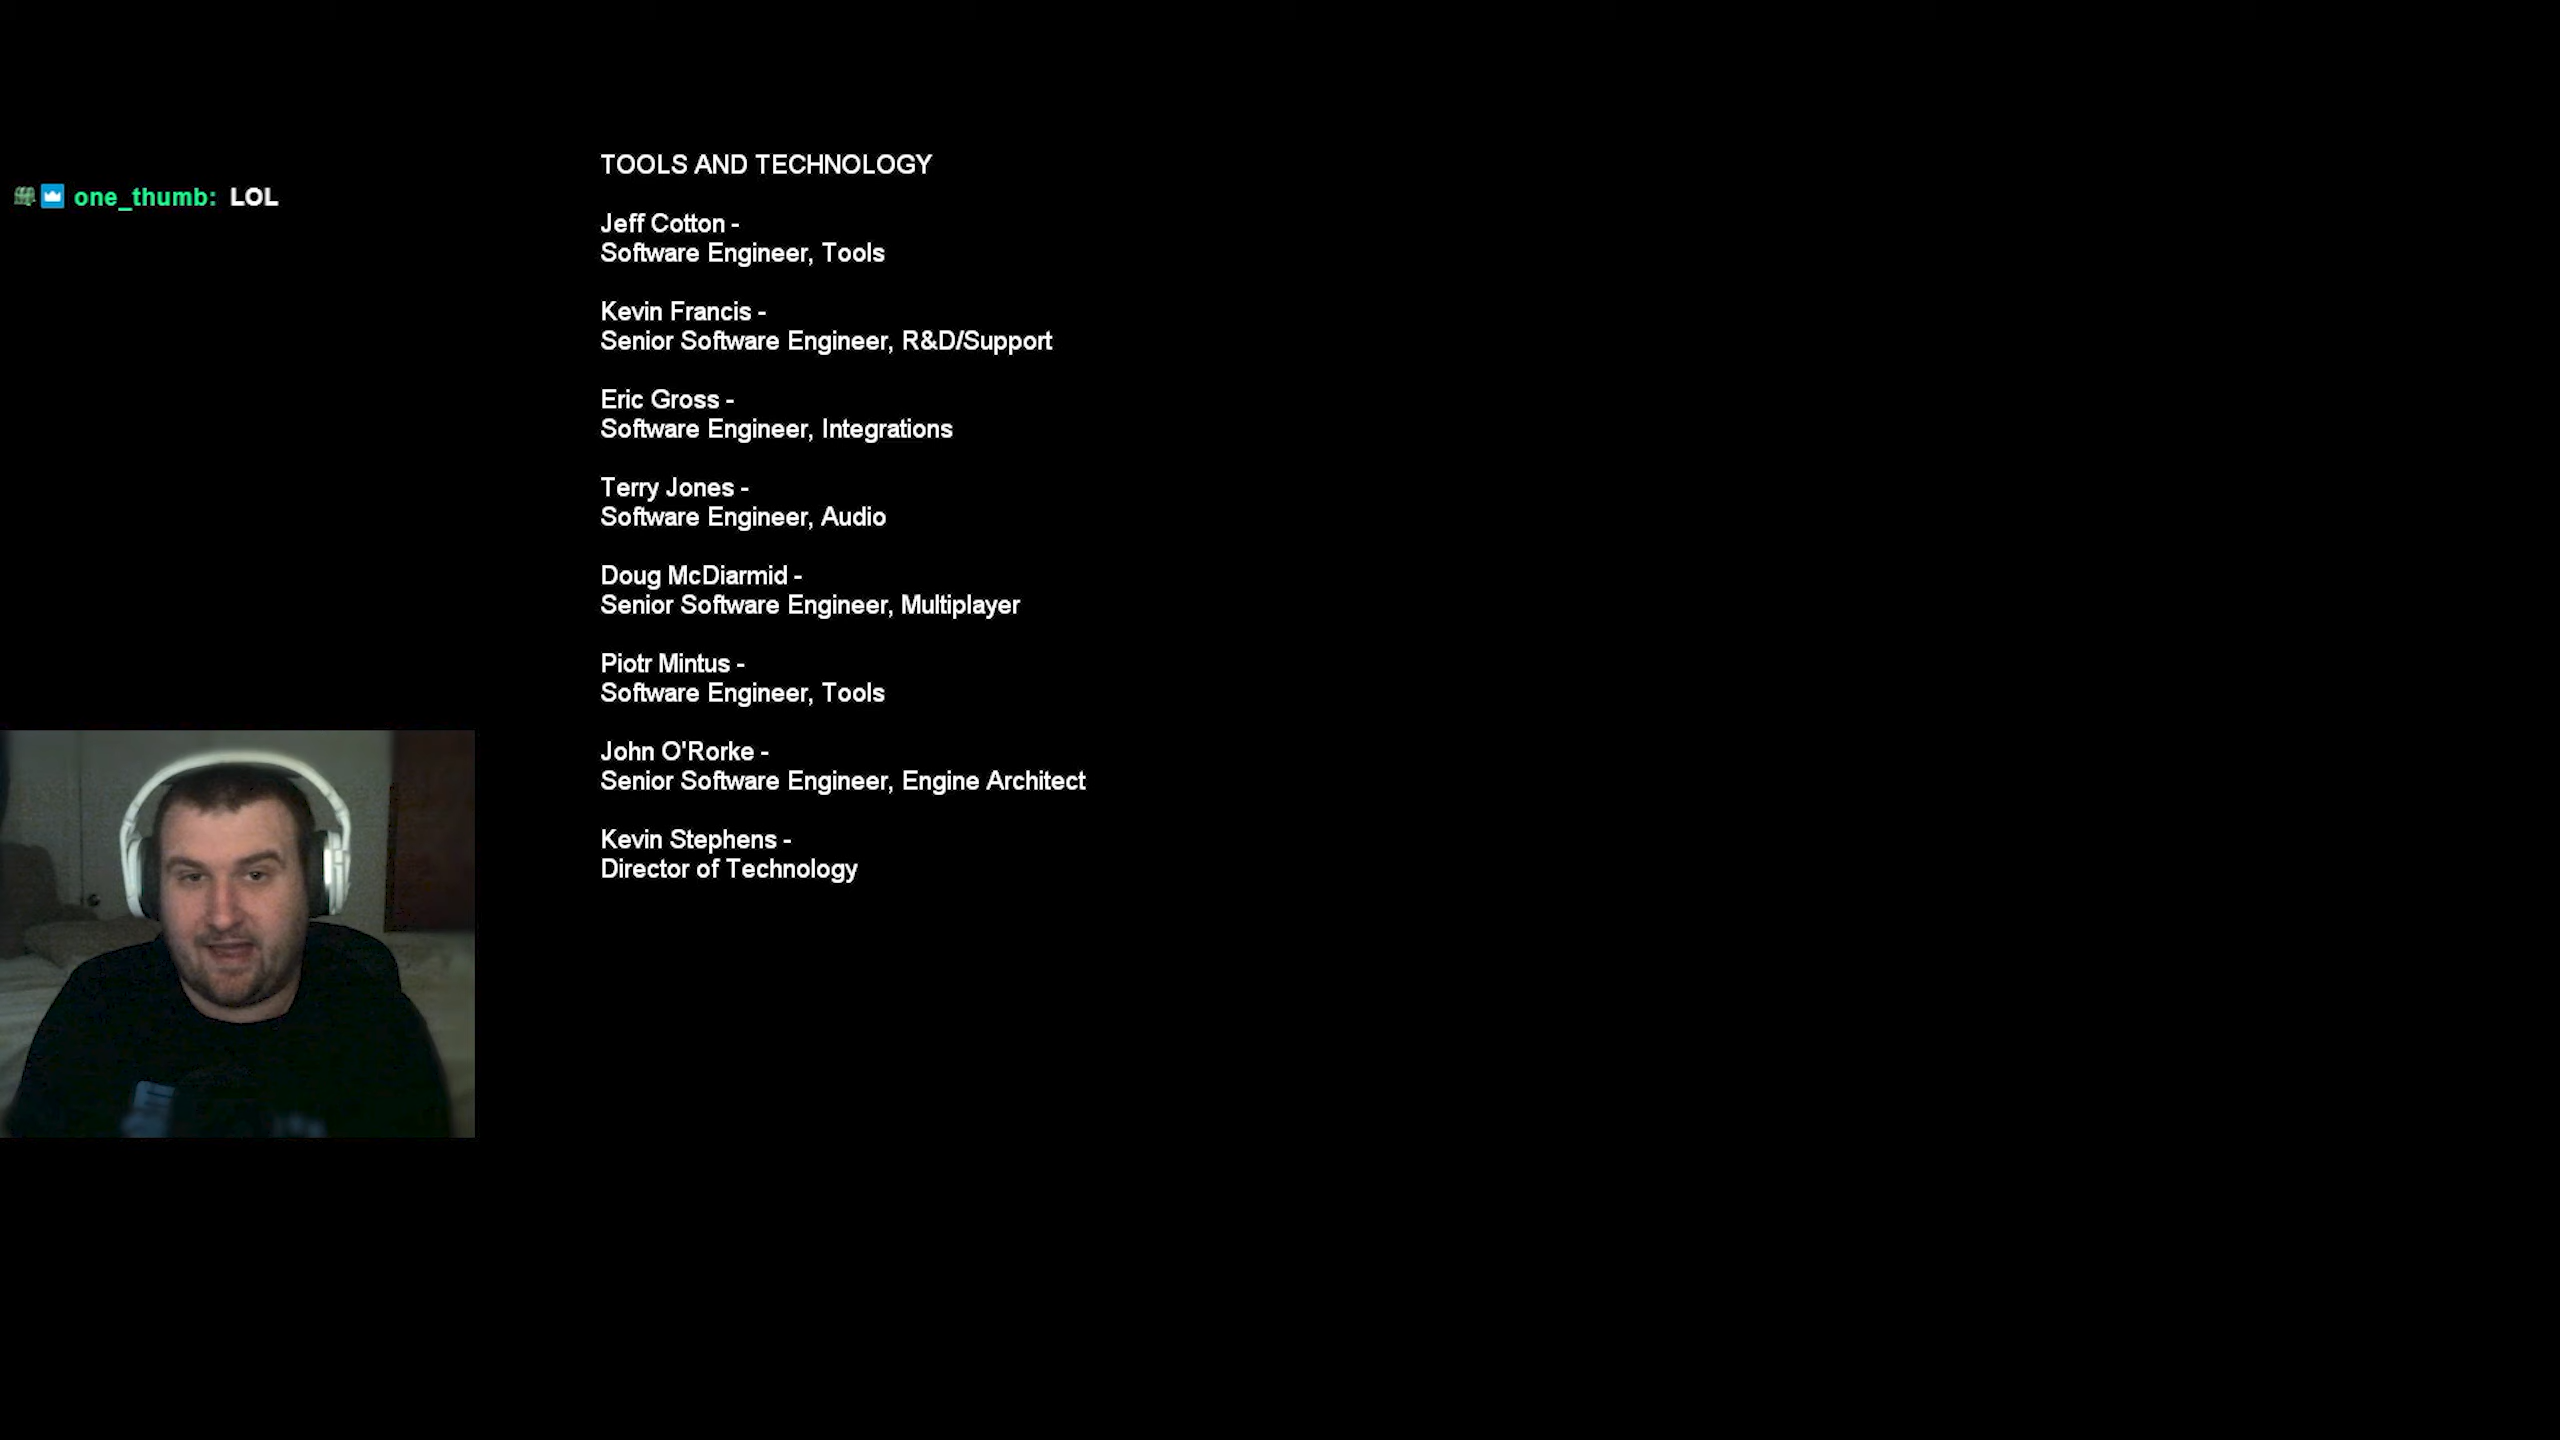 one_thumb: LOL
TOOLS AND TECHNOLOGY
Jeff Cotton -
Software Engineer, Tools
Kevin Francis -
Senior Software Engineer, R&D/Support
Eric Gross -
Software Engineer, Integrations
Terry Jones -
Software Engineer, Audio
Doug McDiarmid -
Senior Software Engineer, Multiplayer
Piotr Mintus -
Software Engineer, Tools
John O'Rorke -
Senior Software Engineer, Engine Architect
Kevin Stephens -
Director of Technology